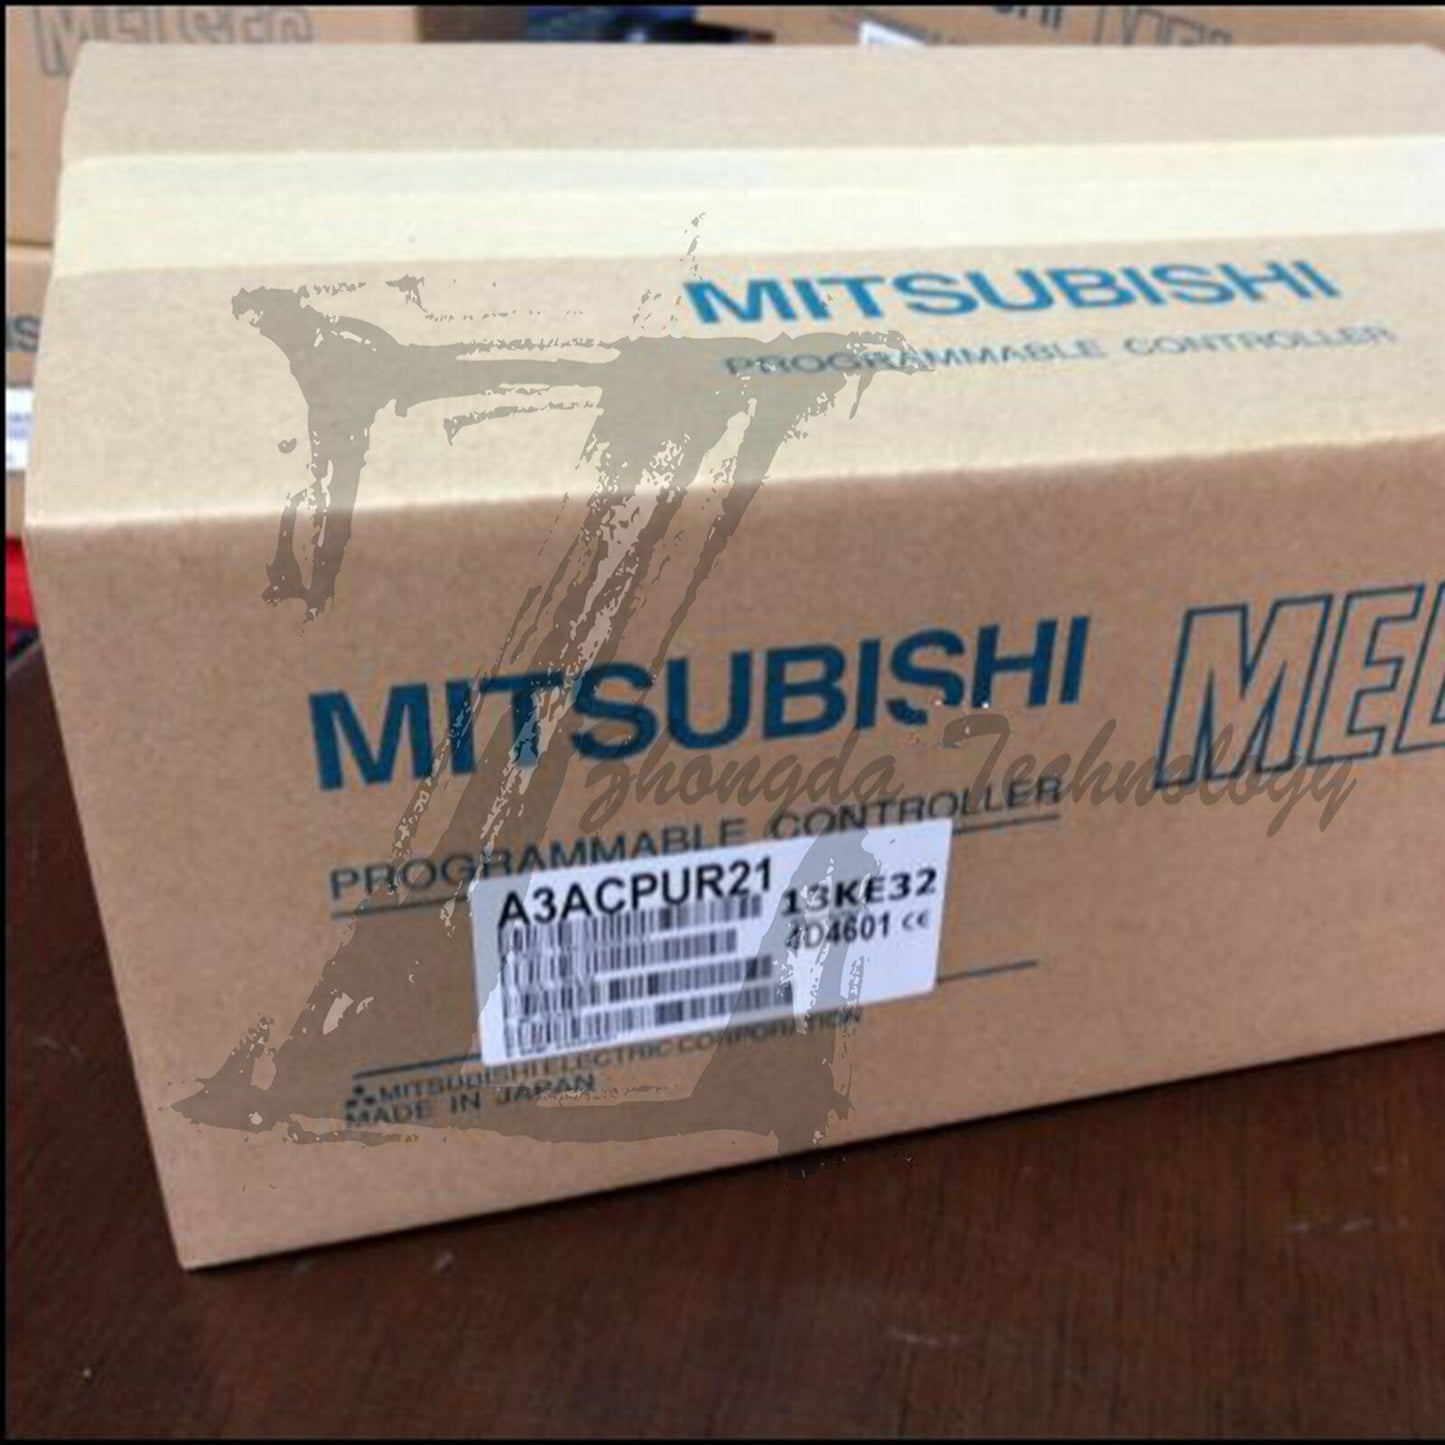 MELSEC
MITSUBISHI
PROGRAMMABLE CONTROLLER
MITSUBISHI
MEL
zhongda Technology
PROGRAMMABLE CONTROLLER
A3ACPUR21
13KE32
4D4601 CE
MITSUBISHI ELECTRIC CORPORATION
MADE IN JAPAN